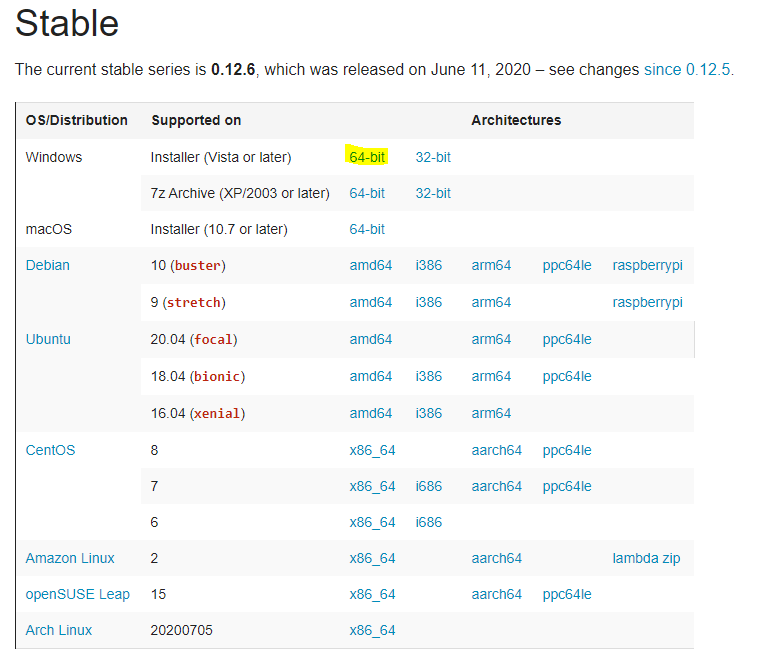 Stable
The current stable series is 0.12.6, which was released on June 11, 2020 – see changes since 0.12.5.
OS/Distribution Supported on Architectures
Windows Installer (Vista or later) 64-bit 32-bit
7z Archive (XP/2003 or later) 64-bit 32-bit
macOS Installer (10.7 or later) 64-bit
Debian 10 (buster) amd64 i386 arm64 ppc64le raspberrypi
9 (stretch) amd64 i386 arm64 raspberrypi
Ubuntu 20.04 (focal) amd64 arm64 ppc64le
18.04 (bionic) amd64 i386 arm64 ppc64le
16.04 (xenial) amd64 i386 arm64
CentOS 8 x86_64 aarch64 ppc64le
7 x86_64 i686 aarch64 ppc64le
6 x86_64 i686
Amazon Linux 2 x86_64 aarch64 lambda zip
openSUSE Leap 15 x86_64 aarch64 ppc64le
Arch Linux 20200705 x86_64